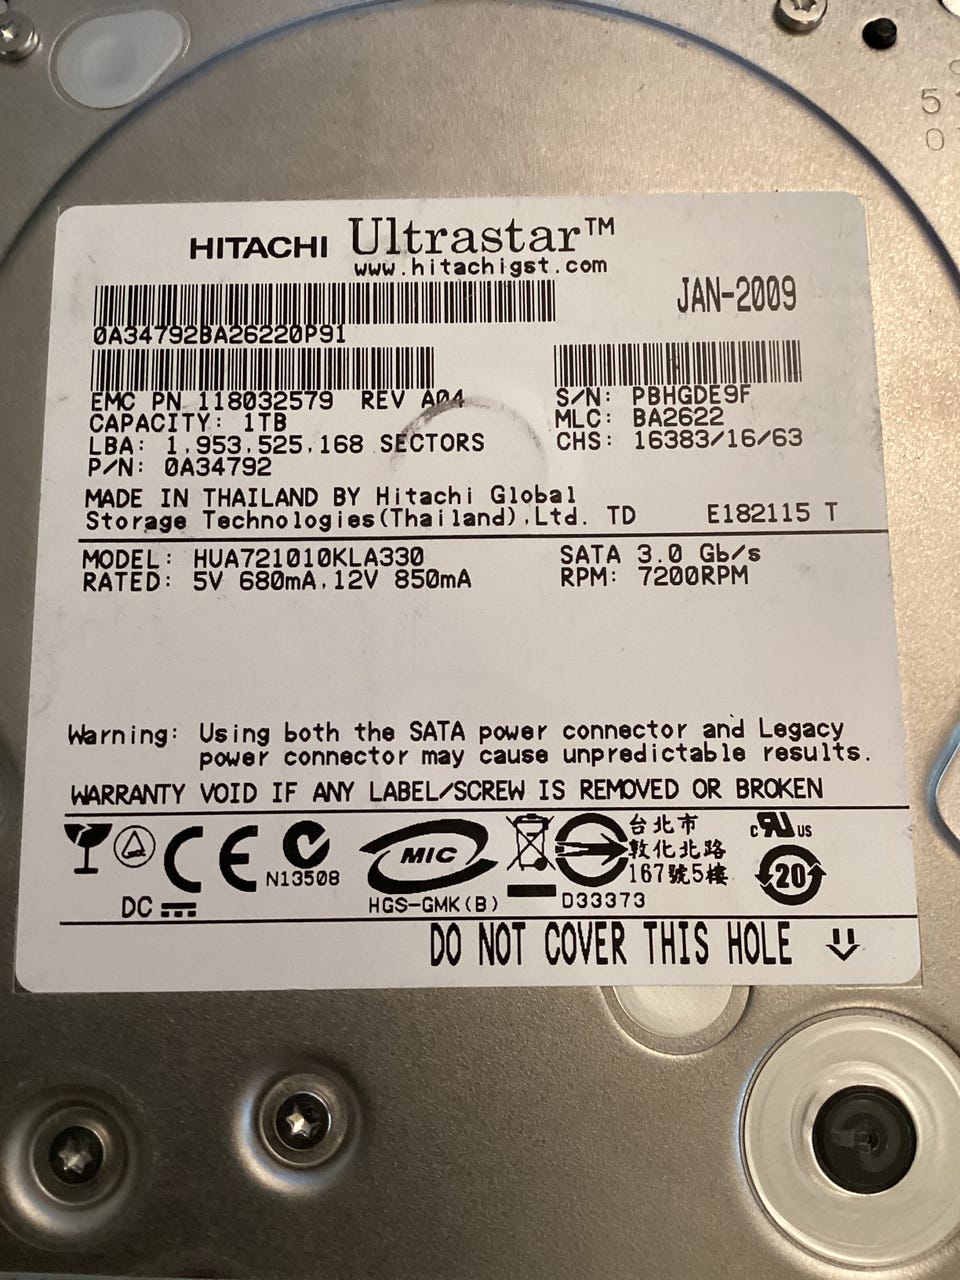 HITACHI Ultrastar™
www.hitachigst.com
JAN-2009
0A34792BA26220P91
EMC PN 118032579 REV A04
CAPACITY: 1TB
LBA: 1,953,525,168 SECTORS
P/N: 0A34792
S/N: PBHGDE9F
MLC: BA2622
CHS: 16383/16/63
MADE IN THAILAND BY Hitachi Global
Storage Technologies(Thailand),Ltd. TD E182115 T
MODEL: HUA721010KLA330
RATED: 5V 680mA,12V 850mA
SATA 3.0 Gb/s
RPM: 7200RPM
Warning: Using both the SATA power connector and Legacy
power connector may cause unpredictable results.
WARRANTY VOID IF ANY LABEL/SCREW IS REMOVED OR BROKEN
CE
N13508
MIC
HGS-GMK(B)
D33373
台北市
敦化北路
167號5樓
c RU US
20
DC
DO NOT COVER THIS HOLE
5
0